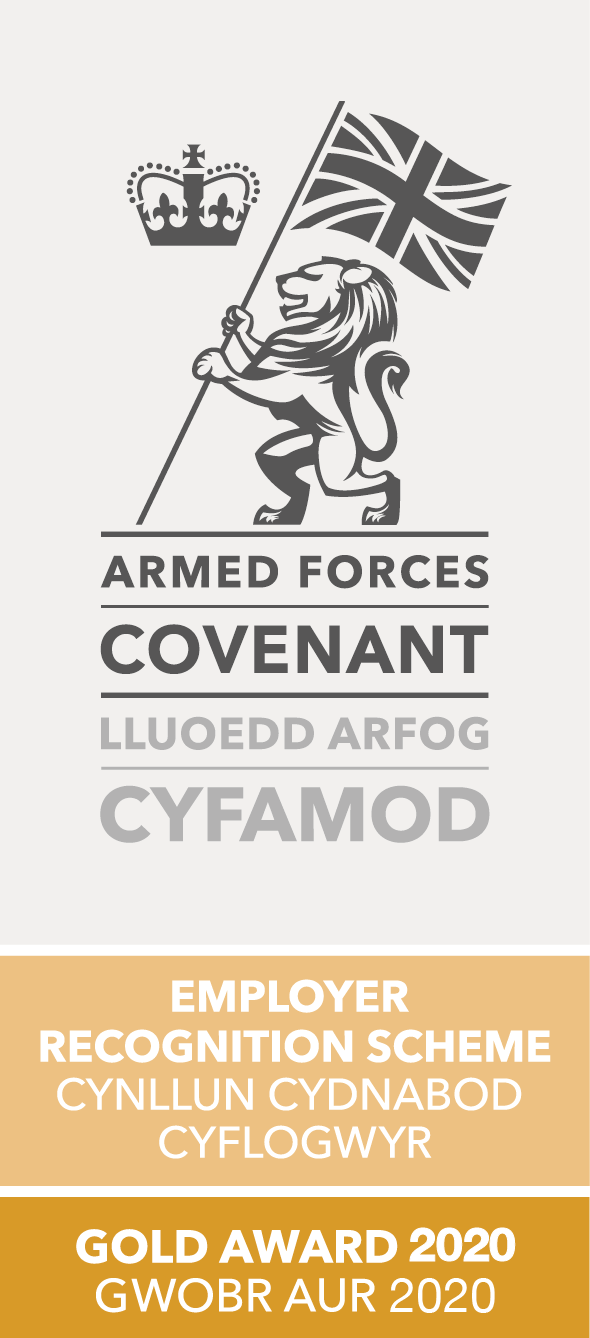 ARMED FORCES
COVENANT
LLUOEDD ARFOG
CYFAMOD
EMPLOYER
RECOGNITION SCHEME
CYNLLUN CYDNABOD
CYFLOGWYR
GOLD AWARD 2020
GWOBR AUR 2020